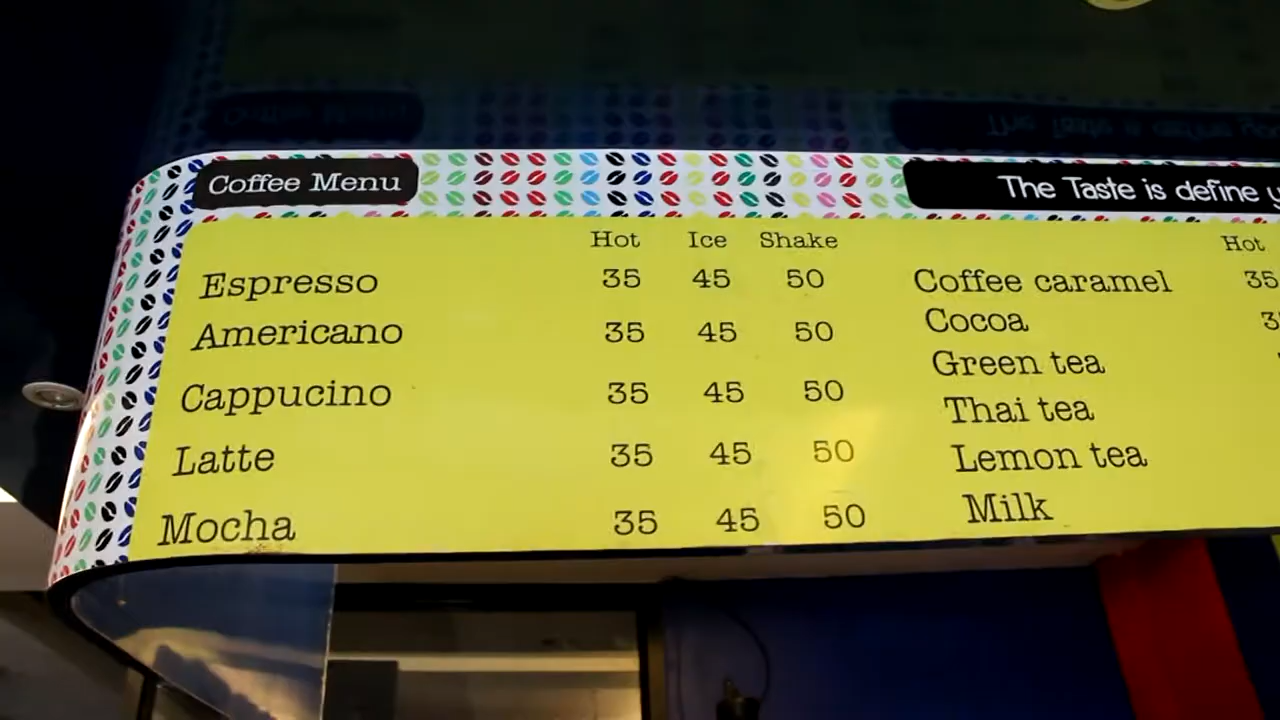 Coffee Menu
The Taste is define
Hot Ice Shake
Espresso 35 45 50
Americano 35 45 50
Cappucino 35 45 50
Latte 35 45 50
Mocha 35 45 50
Hot
Coffee caramel 35
Cocoa
Green tea
Thai tea
Lemon tea
Milk